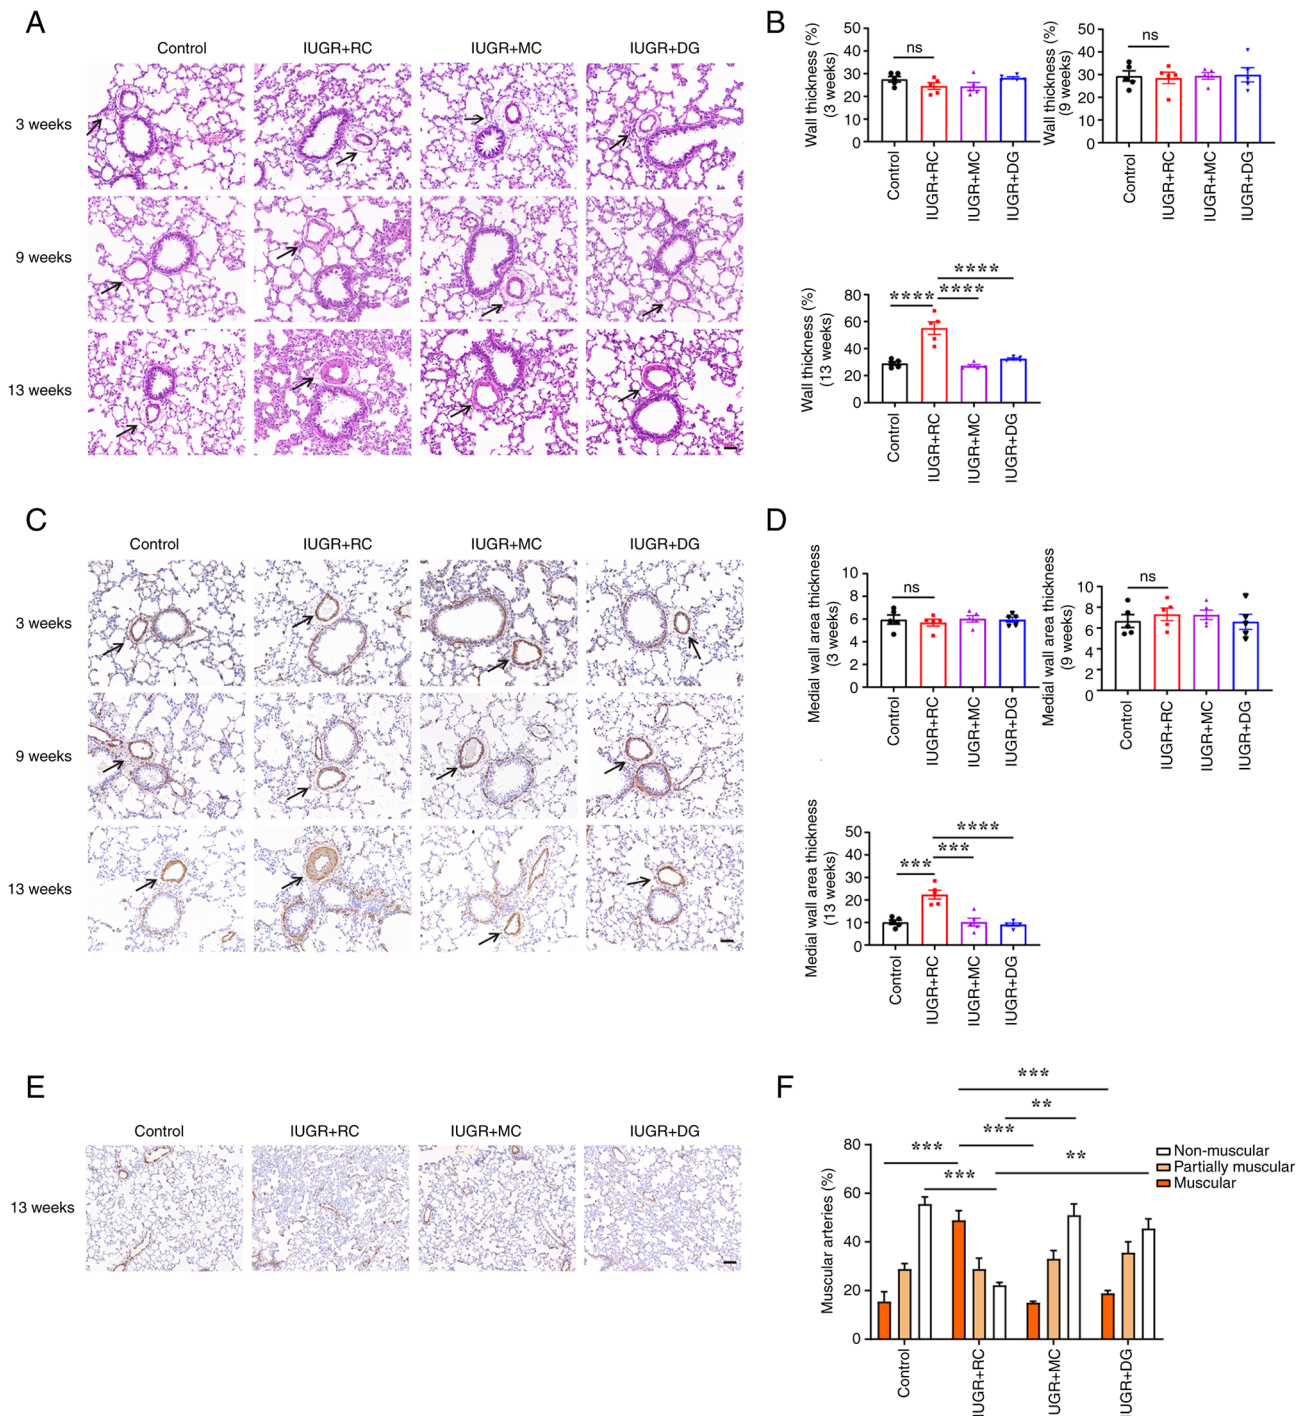 A
Control
IUGR+RC
IUGR+MC
IUGR+DG
3 weeks
9 weeks
13 weeks
B
Wall thickness (%)
(3 weeks)
50
40
30
20
10
0
ns
Control
IUGR+RC
IUGR+MC
IUGR+DG
Wall thickness (%)
(9 weeks)
50
40
30
20
10
0
ns
Control
IUGR+RC
IUGR+MC
IUGR+DG
Wall thickness (%)
(13 weeks)
80
60
40
20
0
****
****
****
Control
IUGR+RC
IUGR+MC
IUGR+DG
C
Control
IUGR+RC
IUGR+MC
IUGR+DG
3 weeks
9 weeks
13 weeks
D
Medial wall area thickness
(3 weeks)
10
8
6
4
2
0
ns
Control
IUGR+RC
IUGR+MC
IUGR+DG
Medial wall area thickness
(9 weeks)
10
8
6
4
2
0
ns
Control
IUGR+RC
IUGR+MC
IUGR+DG
Medial wall area thickness
(13 weeks)
50
40
30
20
10
0
****
***
***
Control
IUGR+RC
IUGR+MC
IUGR+DG
E
Control
IUGR+RC
IUGR+MC
IUGR+DG
13 weeks
F
Muscular arteries (%)
80
60
40
20
0
***
**
***
***
**
***
Non-muscular
Partially muscular
Muscular
Control
IUGR+RC
UGR+MC
IUGR+DG